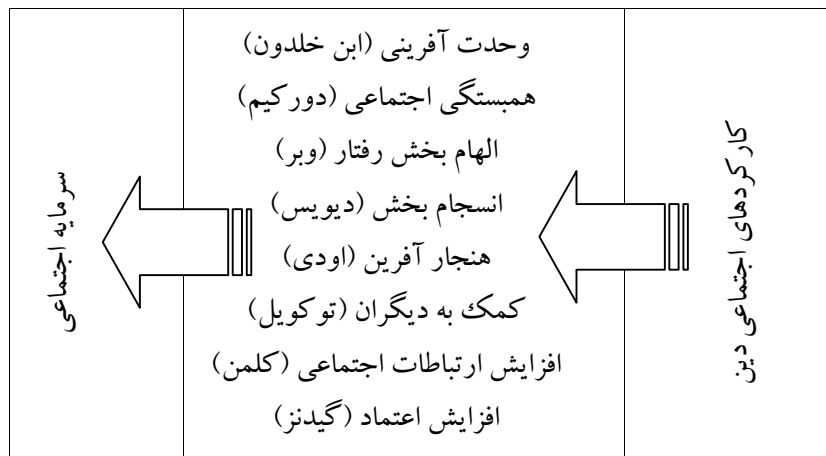 کارکردهای اجتماعی دین
وحدت آفرینی (ابن خلدون)
همبستگی اجتماعی (دورکیم)
الهام بخش رفتار (وبر)
انسجام بخش (دیویس)
هنجار آفرین (اودی)
کمک به دیگران (توکویل)
افزایش ارتباطات اجتماعی (کلمن)
افزایش اعتماد (گیدنز)
سرمایه اجتماعی